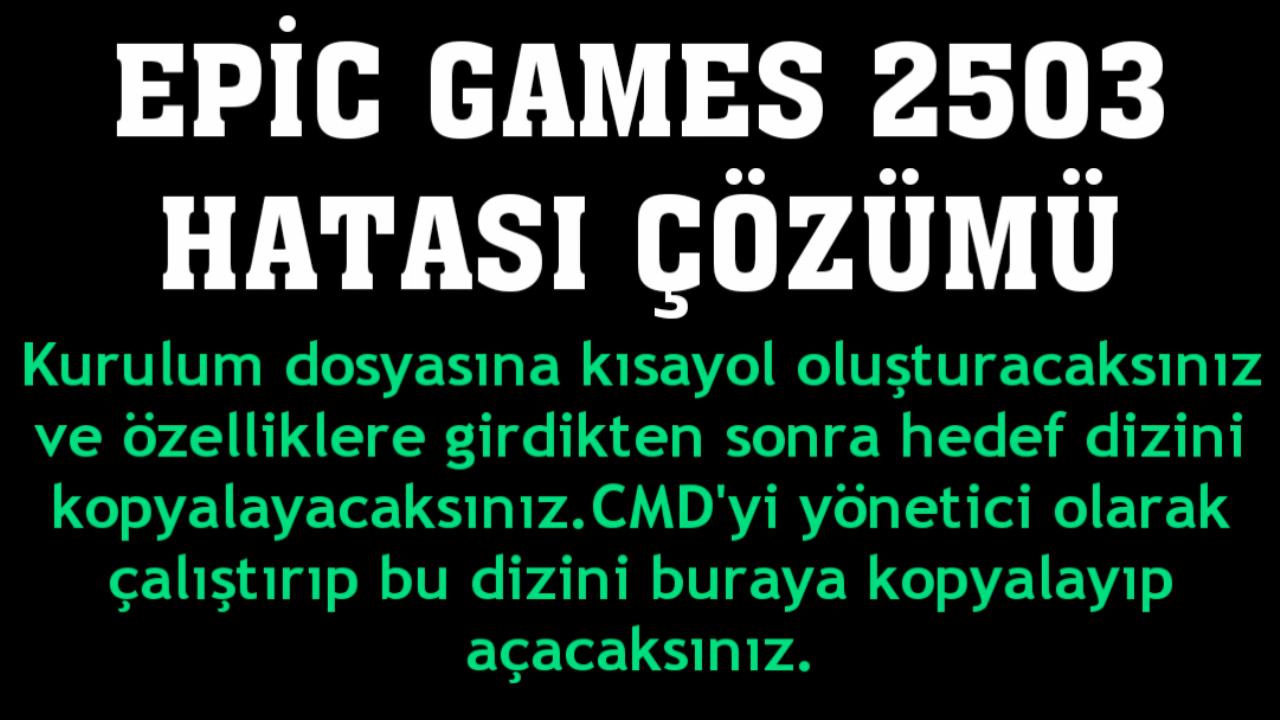 EPİC GAMES 2503
HATASI ÇÖZÜMÜ
Kurulum dosyasına kısayol oluşturacaksınız
ve özelliklere girdikten sonra hedef dizini
kopyalayacaksınız.CMD'yi yönetici olarak
çalıştırıp bu dizini buraya kopyalayıp
açacaksınız.